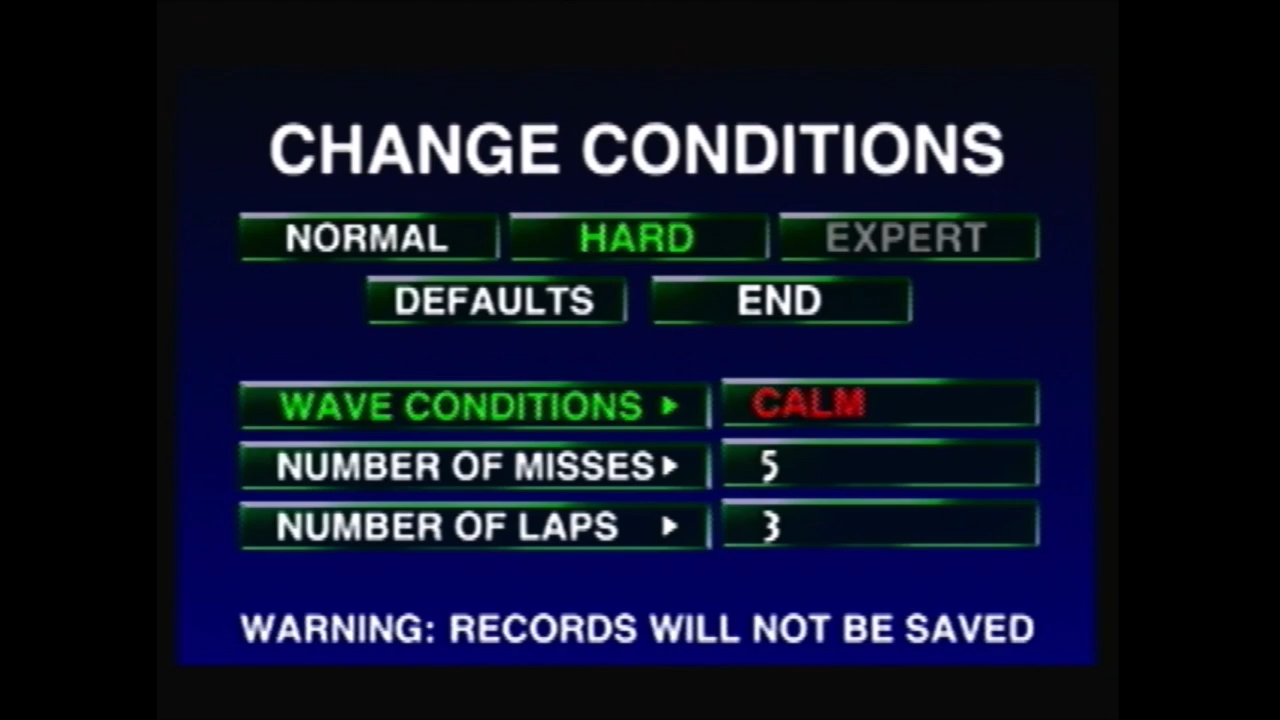 CHANGE CONDITIONS
NORMAL HARD EXPERT
DEFAULTS END
WAVE CONDITIONS CALM
NUMBER OF MISSES 5
NUMBER OF LAPS 3
WARNING: RECORDS WILL NOT BE SAVED